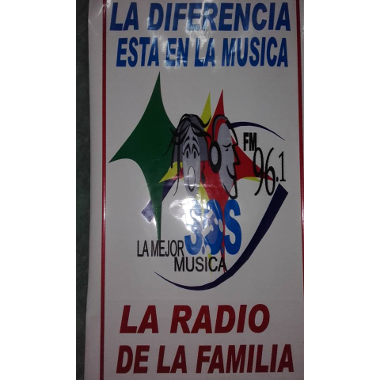 LA DIFERENCIA
ESTA EN LA MUSICA
FM
96.1
SOS
LA MEJOR
MUSICA
LA RADIO
DE LA FAMILIA